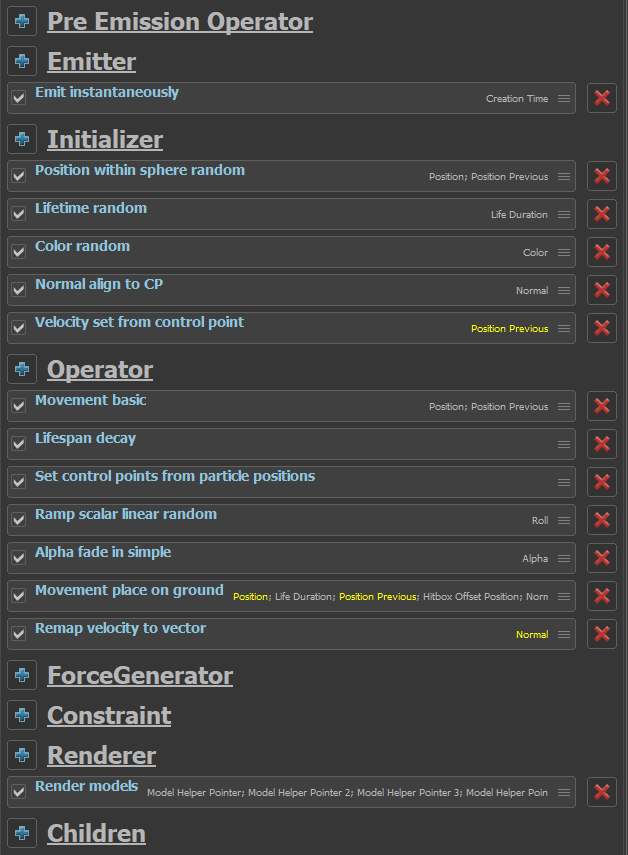 Pre Emission Operator
Emitter
Emit instantaneously Creation Time
Initializer
Position within sphere random Position; Position Previous
Lifetime random Life Duration
Color random Color
Normal align to CP Normal
Velocity set from control point Position Previous
Operator
Movement basic Position; Position Previous
Lifespan decay
Set control points from particle positions
Ramp scalar linear random Roll
Alpha fade in simple Alpha
Movement place on ground Position; Life Duration; Position Previous; Hitbox Offset Position; Norn
Remap velocity to vector Normal
ForceGenerator
Constraint
Renderer
Render models Model Helper Pointer; Model Helper Pointer 2; Model Helper Pointer 3; Model Helper Poin
Children